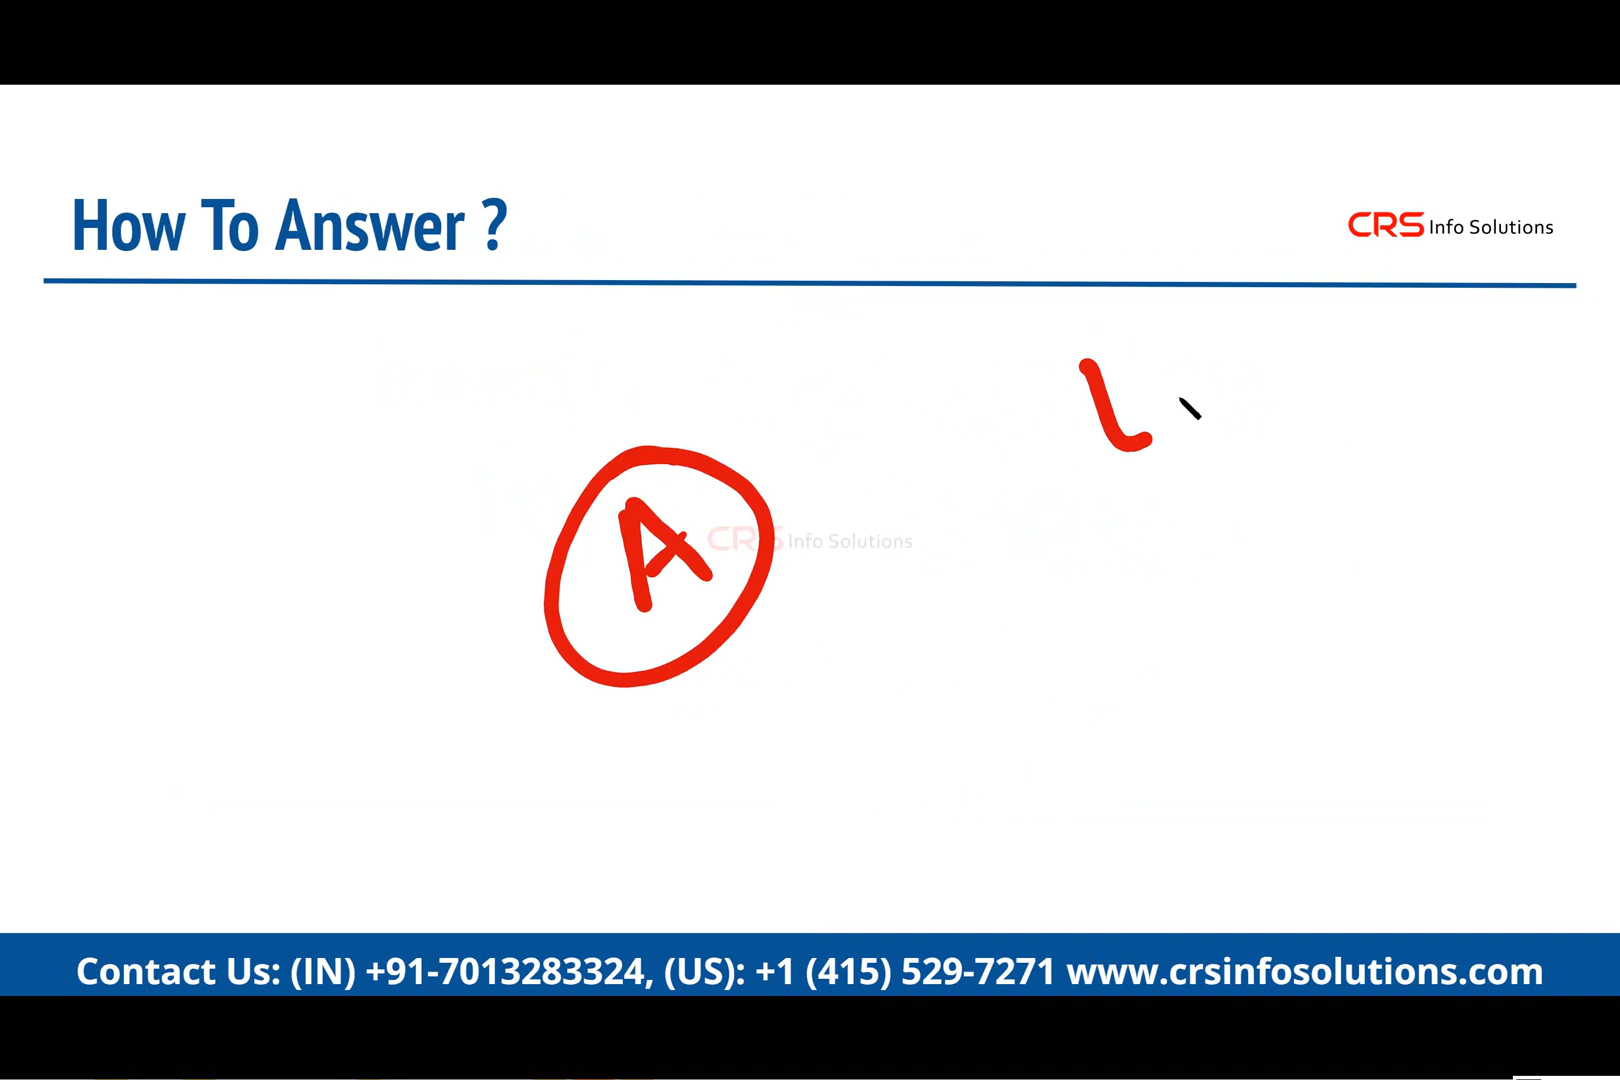 How To Answer ?
CRS Info Solutions
L
A
CRS Info Solutions
Contact Us: (IN) +91-7013283324, (US): +1 (415) 529-7271 www.crsinfosolutions.com